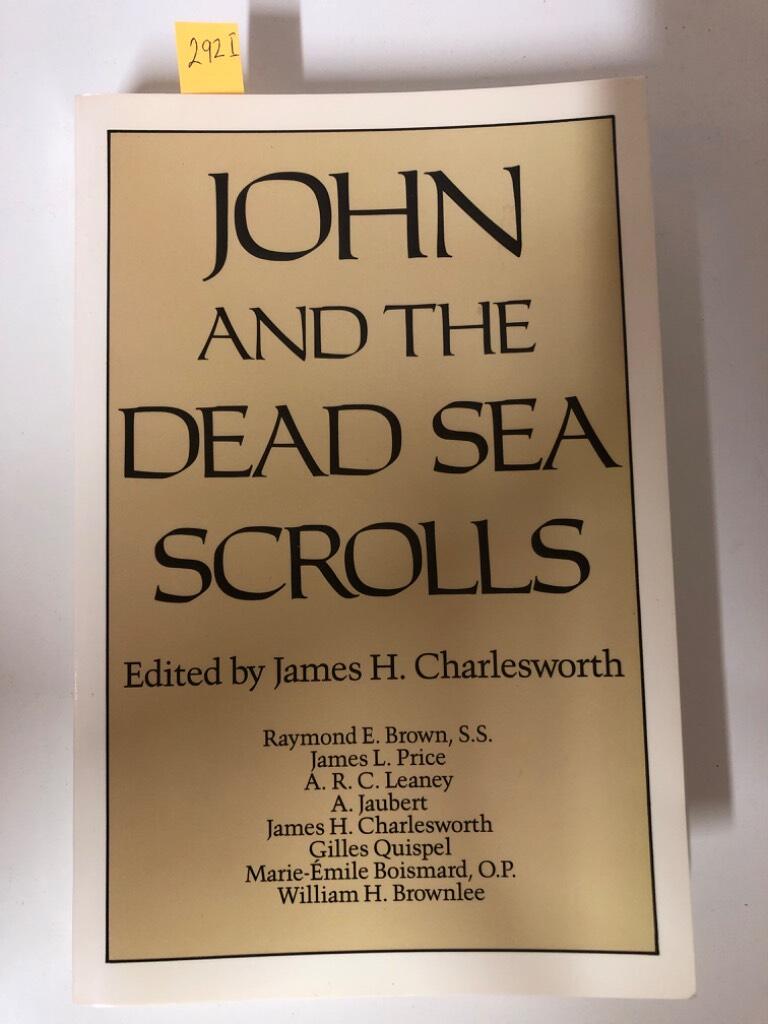 292I
JOHN
AND THE
DEAD SEA
SCROLLS
Edited by James H. Charlesworth
Raymond E. Brown, S.S.
James L. Price
A. R. C. Leaney
A. Jaubert
James H. Charlesworth
Gilles Quispel
Marie-Émile Boismard, O.P.
William H. Brownlee